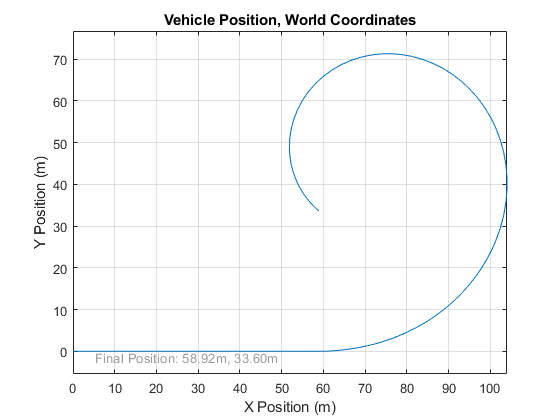 Vehicle Position, World Coordinates
70
60
50
40
30
20
10
0
Y Position (m)
Final Position: 58.92m, 33.60m
0 10 20 30 40 50 60 70 80 90 100
X Position (m)